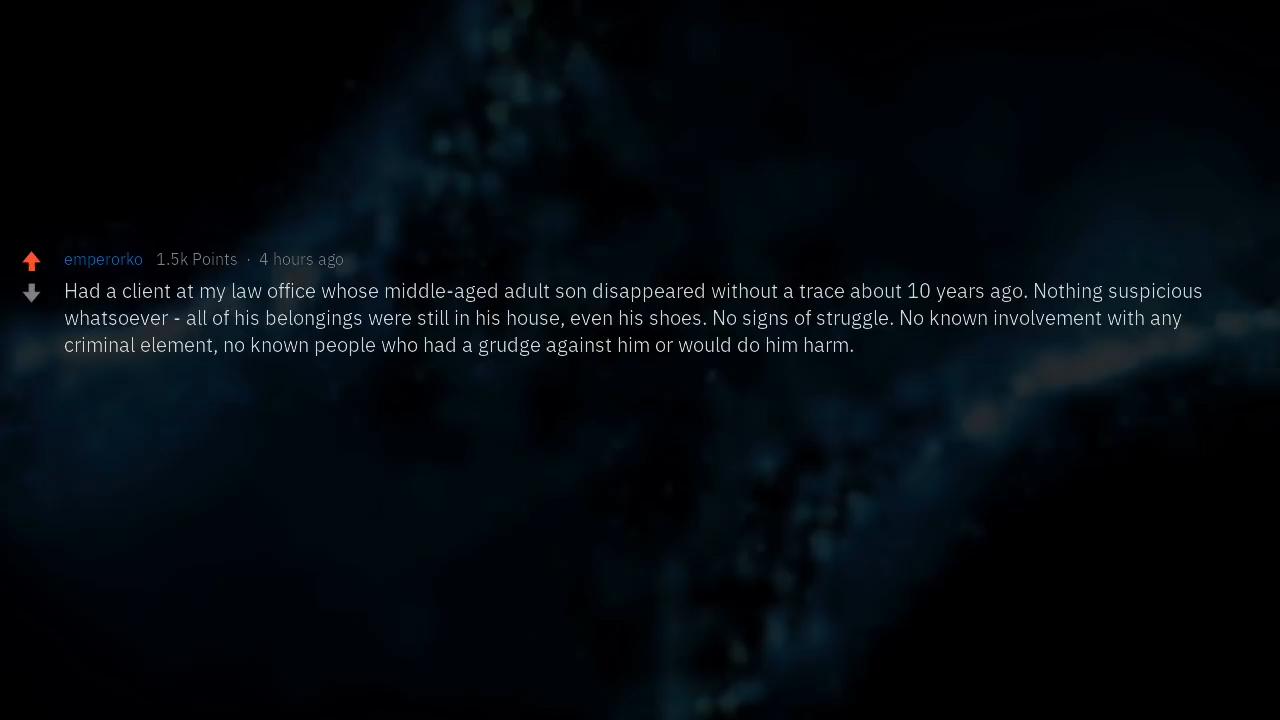 emperorko 1.5k Points · 4 hours ago
Had a client at my law office whose middle-aged adult son disappeared without a trace about 10 years ago. Nothing suspicious
whatsoever - all of his belongings were still in his house, even his shoes. No signs of struggle. No known involvement with any
criminal element, no known people who had a grudge against him or would do him harm.